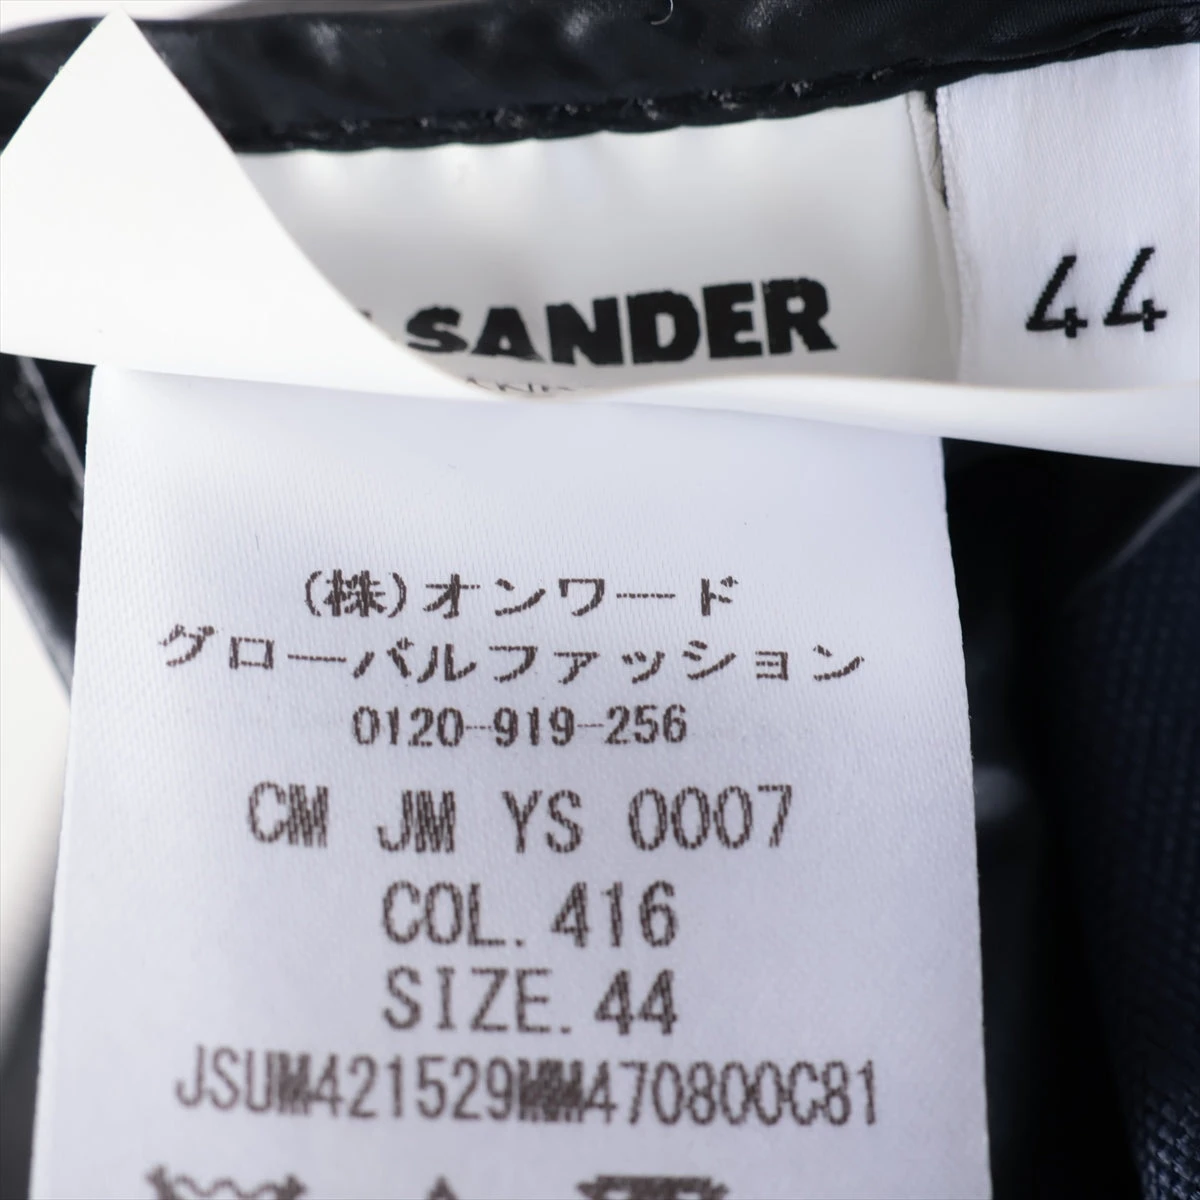 SANDER
44
(株)オンワード
グローバルファッション
0120-919-256
CM JM YS 0007
COL. 416
SIZE. 44
JSUM421529MMM470800C81